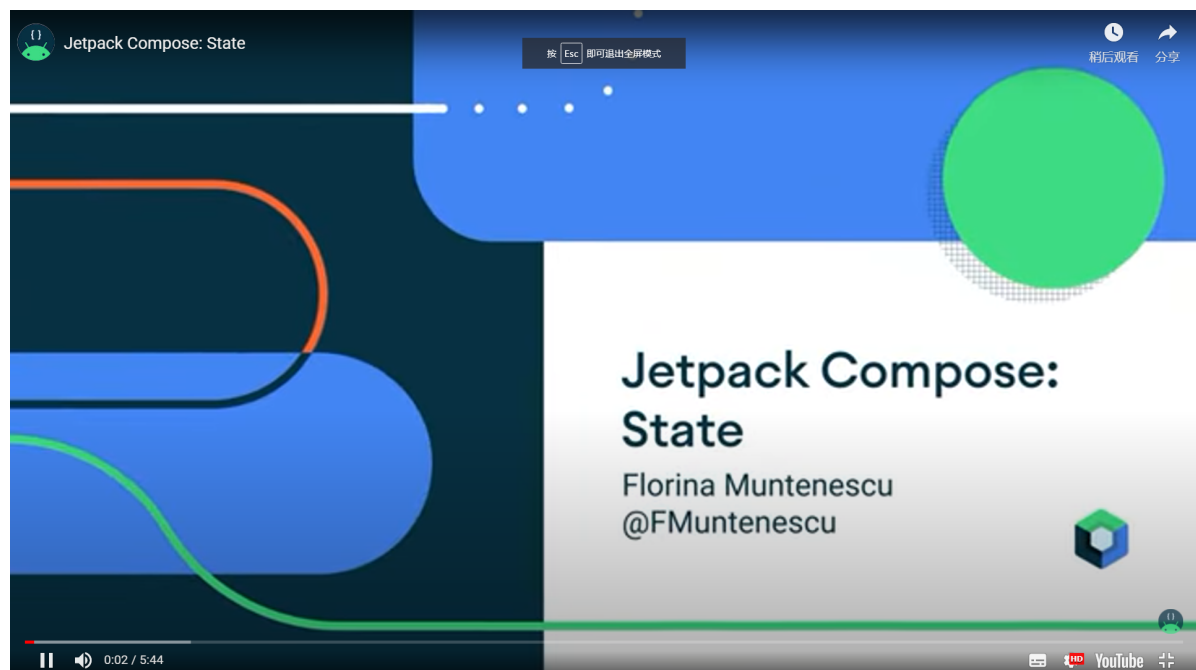 Jetpack Compose: State
按 Esc 即可退出全屏模式
稍后观看 分享
Jetpack Compose:
State
Florina Muntenescu
@FMuntenescu
0:02 / 5:44
HD YouTube